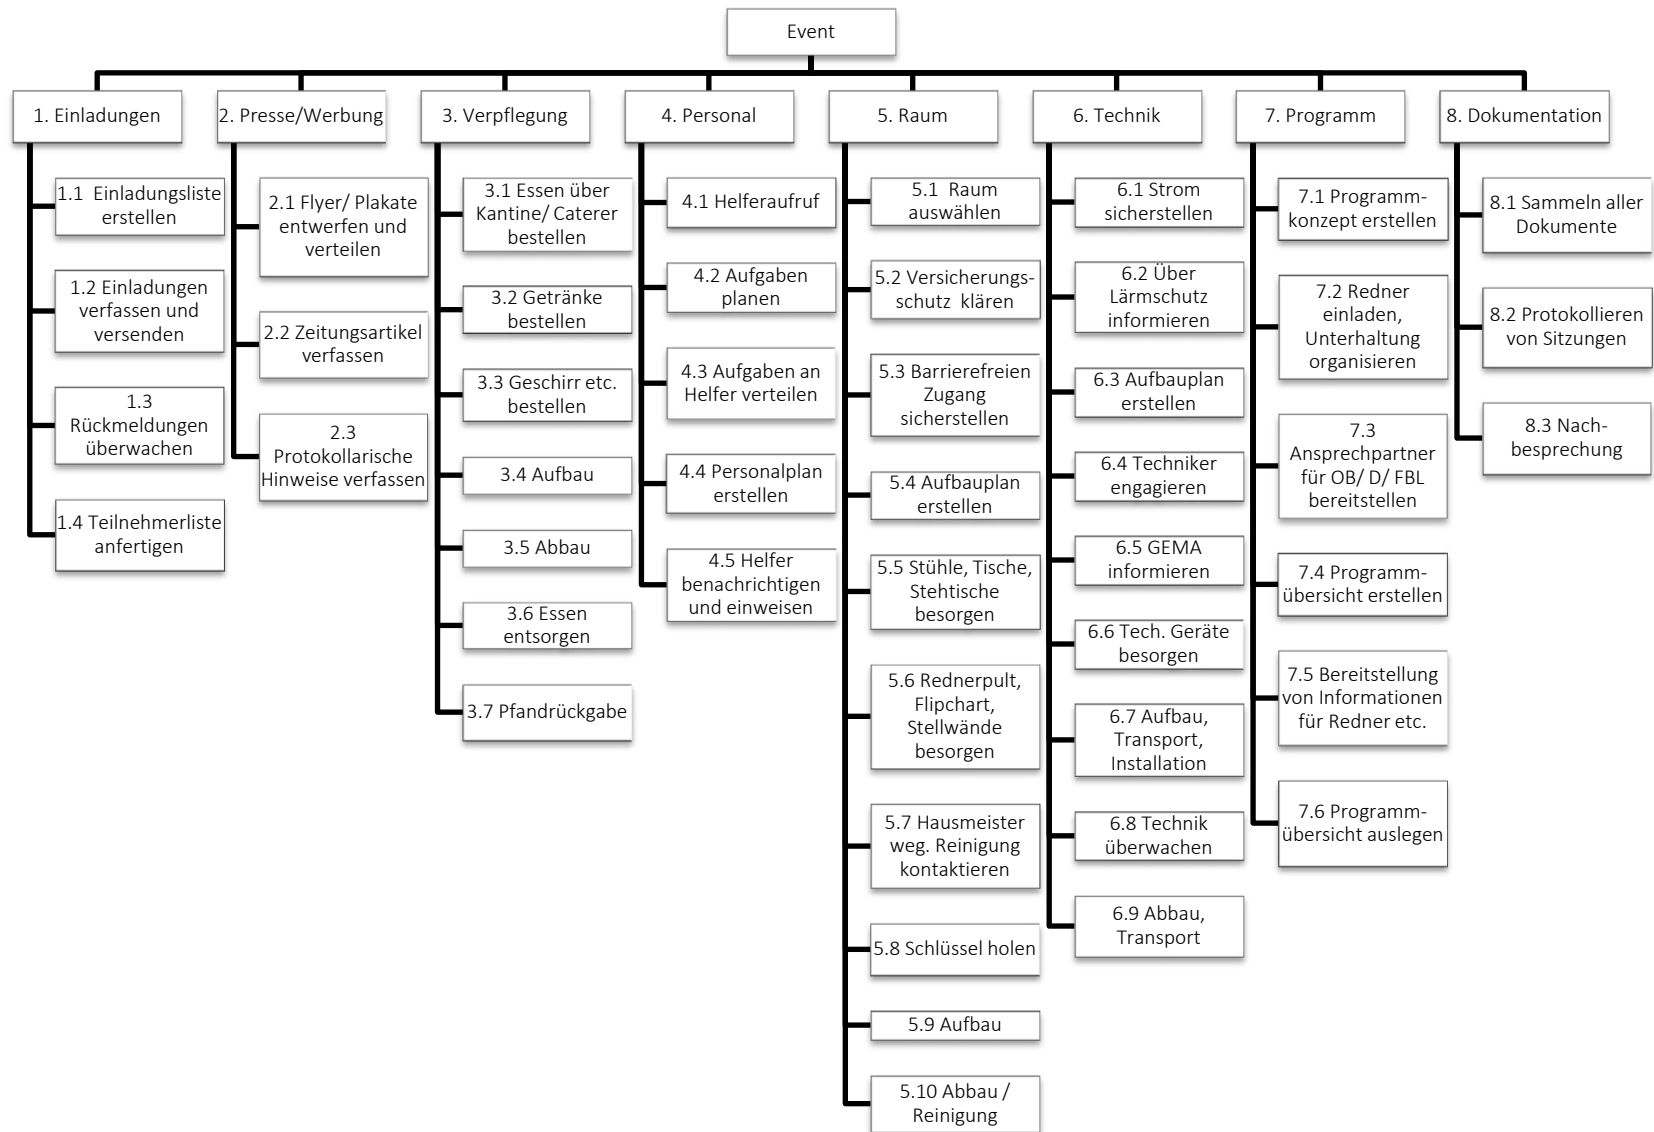 Event
1. Einladungen
1.1 Einladungsliste
erstellen
1.2 Einladungen
verfassen und
versenden
1.3
Rückmeldungen
überwachen
1.4 Teilnehmerliste
anfertigen
2. Presse/Werbung
2.1 Flyer/ Plakate
entwerfen und
verteilen
2.2 Zeitungsartikel
verfassen
2.3
Protokollarische
Hinweise verfassen
3. Verpflegung
3.1 Essen über
Kantine/ Caterer
bestellen
3.2 Getränke
bestellen
3.3 Geschirr etc.
bestellen
3.4 Aufbau
3.5 Abbau
3.6 Essen
entsorgen
3.7 Pfandrückgabe
4. Personal
4.1 Helferaufruf
4.2 Aufgaben
planen
4.3 Aufgaben an
Helfer verteilen
4.4 Personalplan
erstellen
4.5 Helfer
benachrichtigen
und einweisen
5. Raum
5.1 Raum
auswählen
5.2 Versicherungs-
schutz klären
5.3 Barrierefreien
Zugang
sicherstellen
5.4 Aufbauplan
erstellen
5.5 Stühle, Tische,
Stehtische
besorgen
5.6 Rednerpult,
Flipchart,
Stellwände
besorgen
5.7 Hausmeister
weg. Reinigung
kontaktieren
5.8 Schlüssel holen
5.9 Aufbau
5.10 Abbau /
Reinigung
6. Technik
6.1 Strom
sicherstellen
6.2 Über
Lärmschutz
informieren
6.3 Aufbauplan
erstellen
6.4 Techniker
engagieren
6.5 GEMA
informieren
6.6 Tech. Geräte
besorgen
6.7 Aufbau,
Transport,
Installation
6.8 Technik
überwachen
6.9 Abbau,
Transport
7. Programm
7.1 Programm-
konzept erstellen
7.2 Redner
einladen,
Unterhaltung
organisieren
7.3
Ansprechpartner
für OB/ D/ FBL
bereitstellen
7.4 Programm-
übersicht erstellen
7.5 Bereitstellung
von Informationen
für Redner etc.
7.6 Programm-
übersicht auslegen
8. Dokumentation
8.1 Sammeln aller
Dokumente
8.2 Protokollieren
von Sitzungen
8.3 Nach-
besprechung